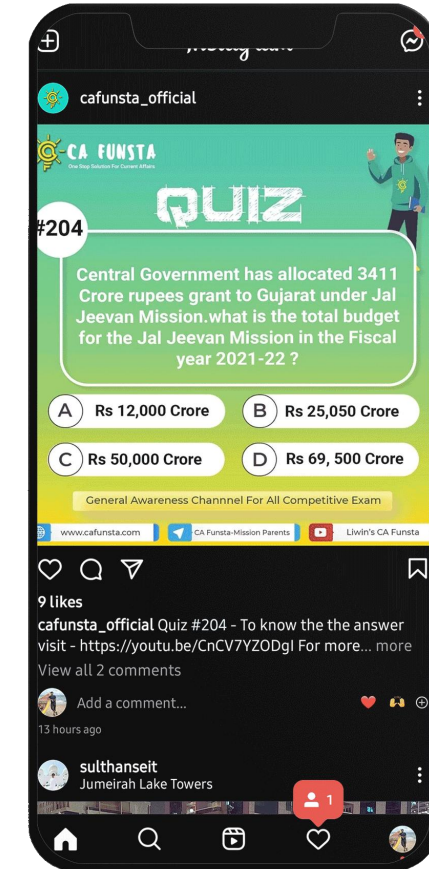 cafunsta_official
CA FUNSTA
One Stop Solution For Current Affairs
QUIZ
#204
Central Government has allocated 3411
Crore rupees grant to Gujarat under Jal
Jeevan Mission.what is the total budget
for the Jal Jeevan Mission in the Fiscal
year 2021-22 ?
A Rs 12,000 Crore
B Rs 25,050 Crore
C Rs 50,000 Crore
D Rs 69, 500 Crore
General Awareness Channnel For All Competitive Exam
www.cafunsta.com
CA Funsta-Mission Parents
Liwin's CA Funsta
9 likes
cafunsta_official Quiz #204 - To know the the answer
visit - https://youtu.be/CnCV7YZODgI For more... more
View all 2 comments
Add a comment...
13 hours ago
sulthanseit
Jumeirah Lake Towers
1